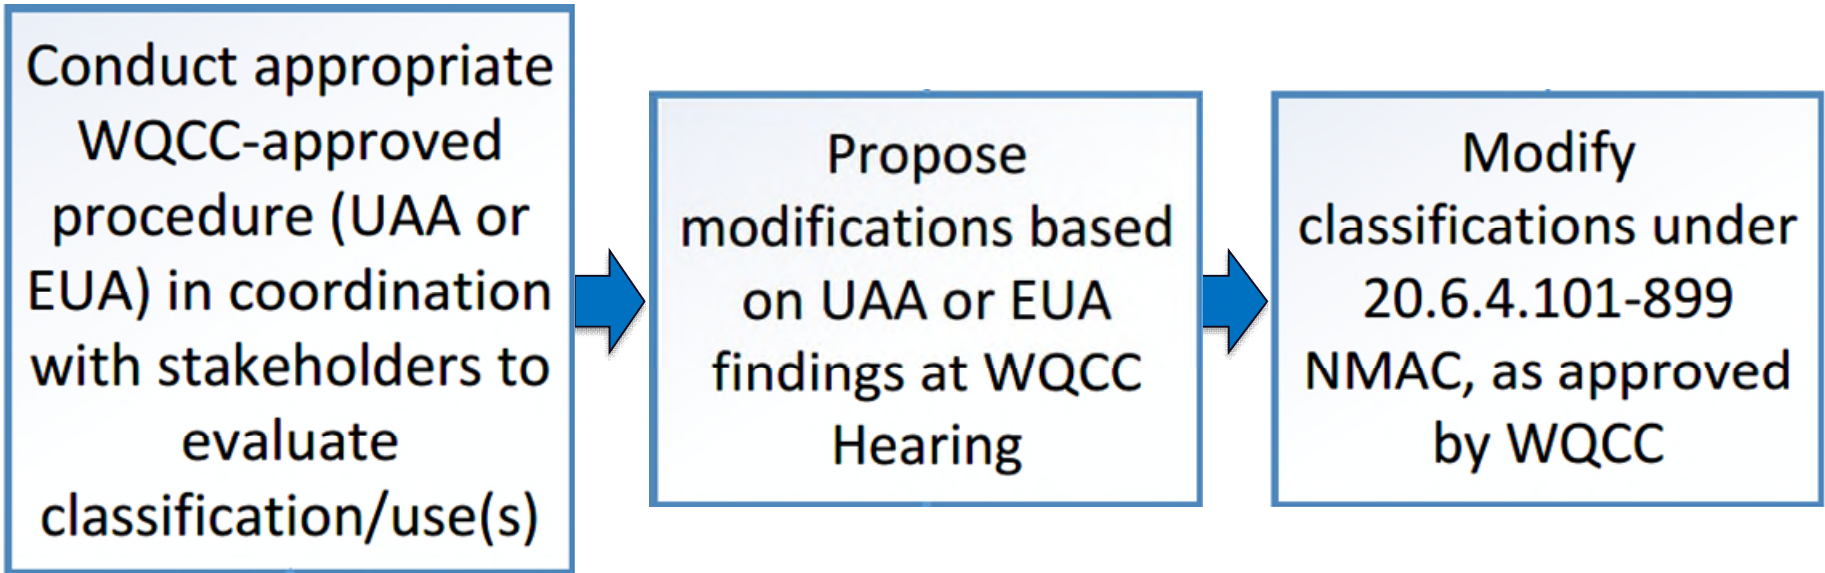 Conduct appropriate
WQCC-approved
procedure (UAA or
EUA) in coordination
with stakeholders to
evaluate
classification/use(s)
Propose
modifications based
on UAA or EUA
findings at WQCC
Hearing
Modify
classifications under
20.6.4.101-899
NMAC, as approved
by WQCC